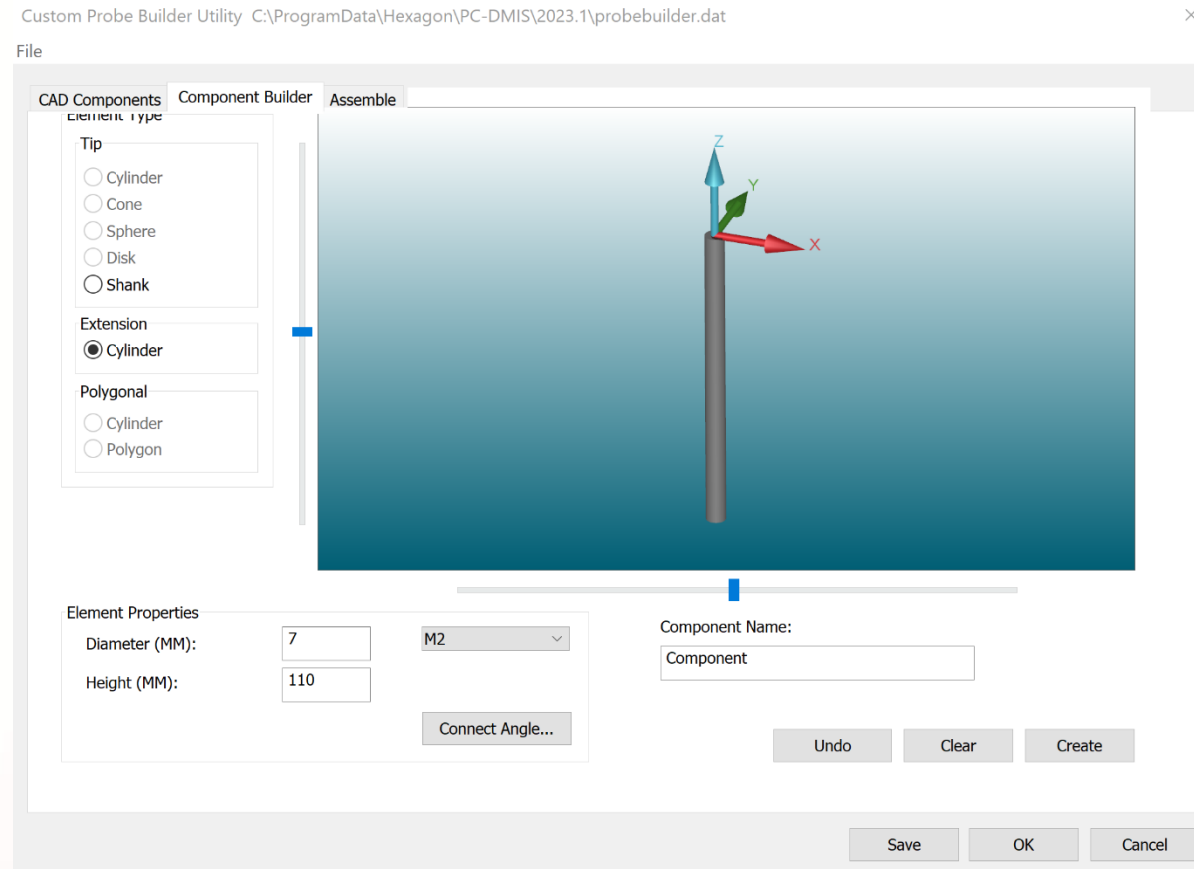 Custom Probe Builder Utility C:\ProgramData\Hexagon\PC-DMIS\2023.1\probebuilder.dat
File
CAD Components Component Builder Assemble
Element Type
Tip
Cylinder
Cone
Sphere
Disk
Shank
Extension
Cylinder
Polygonal
Cylinder
Polygon
Z
Y
X
Element Properties
Diameter (MM): 7 M2
Height (MM): 110
Connect Angle...
Component Name:
Component
Undo Clear Create
Save OK Cancel